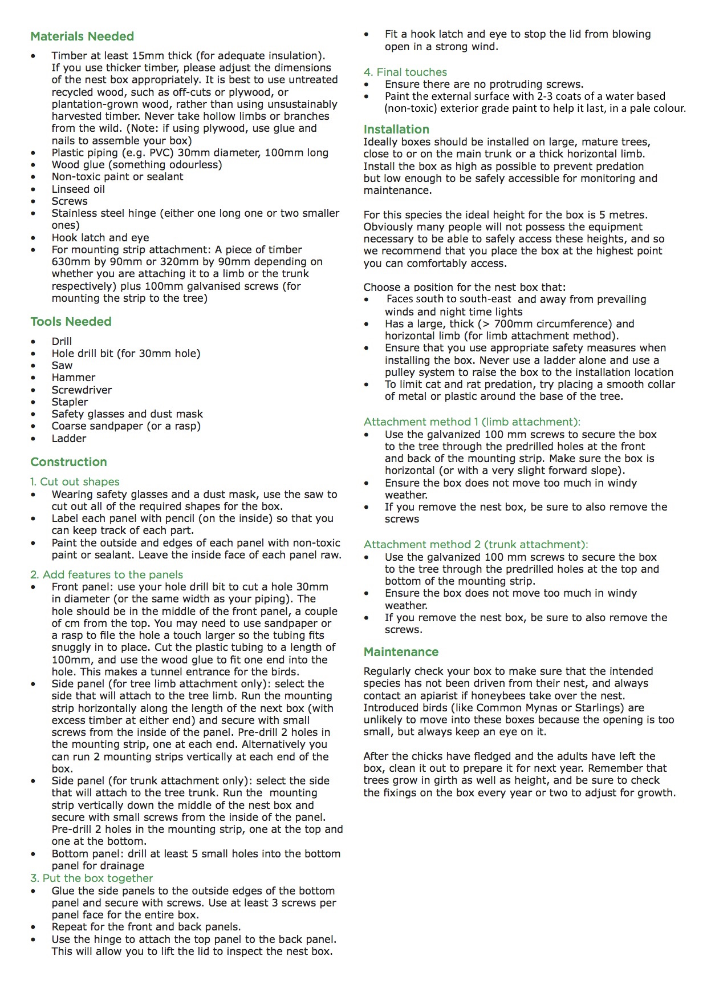 Materials Needed
• Timber at least 15mm thick (for adequate insulation).
If you use thicker timber, please adjust the dimensions
of the nest box appropriately. It is best to use untreated
recycled wood, such as off-cuts or plywood, or
plantation-grown wood, rather than using unsustainably
harvested timber. Never take hollow limbs or branches
from the wild. (Note: if using plywood, use glue and
nails to assemble your box)
• Plastic piping (e.g. PVC) 30mm diameter, 100mm long
• Wood glue (something odourless)
• Non-toxic paint or sealant
• Linseed oil
• Screws
• Stainless steel hinge (either one long one or two smaller
ones)
• Hook latch and eye
• For mounting strip attachment: A piece of timber
630mm by 90mm or 320mm by 90mm depending on
whether you are attaching it to a limb or the trunk
respectively) plus 100mm galvanised screws (for
mounting the strip to the tree)
Tools Needed
• Drill
• Hole drill bit (for 30mm hole)
• Saw
• Hammer
• Screwdriver
• Stapler
• Safety glasses and dust mask
• Coarse sandpaper (or a rasp)
• Ladder
Construction
1. Cut out shapes
• Wearing safety glasses and a dust mask, use the saw to
cut out all of the required shapes for the box.
• Label each panel with pencil (on the inside) so that you
can keep track of each part.
• Paint the outside and edges of each panel with non-toxic
paint or sealant. Leave the inside face of each panel raw.
2. Add features to the panels
• Front panel: use your hole drill bit to cut a hole 30mm
in diameter (or the same width as your piping). The
hole should be in the middle of the front panel, a couple
of cm from the top. You may need to use sandpaper or
a rasp to file the hole a touch larger so the tubing fits
snuggly in to place. Cut the plastic tubing to a length of
100mm, and use the wood glue to fit one end into the
hole. This makes a tunnel entrance for the birds.
• Side panel (for tree limb attachment only): select the
side that will attach to the tree limb. Run the mounting
strip horizontally along the length of the next box (with
excess timber at either end) and secure with small
screws from the inside of the panel. Pre-drill 2 holes in
the mounting strip, one at each end. Alternatively you
can run 2 mounting strips vertically at each end of the
box.
• Side panel (for trunk attachment only): select the side
that will attach to the tree trunk. Run the mounting
strip vertically down the middle of the nest box and
secure with small screws from the inside of the panel.
Pre-drill 2 holes in the mounting strip, one at the top and
one at the bottom.
• Bottom panel: drill at least 5 small holes into the bottom
panel for drainage
3. Put the box together
• Glue the side panels to the outside edges of the bottom
panel and secure with screws. Use at least 3 screws per
panel face for the entire box.
• Repeat for the front and back panels.
• Use the hinge to attach the top panel to the back panel.
This will allow you to lift the lid to inspect the nest box.
• Fit a hook latch and eye to stop the lid from blowing
open in a strong wind.
4. Final touches
• Ensure there are no protruding screws.
• Paint the external surface with 2-3 coats of a water based
(non-toxic) exterior grade paint to help it last, in a pale colour.
Installation
Ideally boxes should be installed on large, mature trees,
close to or on the main trunk or a thick horizontal limb.
Install the box as high as possible to prevent predation
but low enough to be safely accessible for monitoring and
maintenance.
For this species the ideal height for the box is 5 metres.
Obviously many people will not possess the equipment
necessary to be able to safely access these heights, and so
we recommend that you place the box at the highest point
you can comfortably access.
Choose a position for the nest box that:
• Faces south to south-east and away from prevailing
winds and night time lights
• Has a large, thick (> 700mm circumference) and
horizontal limb (for limb attachment method).
• Ensure that you use appropriate safety measures when
installing the box. Never use a ladder alone and use a
pulley system to raise the box to the installation location
• To limit cat and rat predation, try placing a smooth collar
of metal or plastic around the base of the tree.
Attachment method 1 (limb attachment):
• Use the galvanized 100 mm screws to secure the box
to the tree through the predrilled holes at the front
and back of the mounting strip. Make sure the box is
horizontal (or with a very slight forward slope).
• Ensure the box does not move too much in windy
weather.
• If you remove the nest box, be sure to also remove the
screws
Attachment method 2 (trunk attachment):
• Use the galvanized 100 mm screws to secure the box
to the tree through the predrilled holes at the top and
bottom of the mounting strip.
• Ensure the box does not move too much in windy
weather.
• If you remove the nest box, be sure to also remove the
screws.
Maintenance
Regularly check your box to make sure that the intended
species has not been driven from their nest, and always
contact an apiarist if honeybees take over the nest.
Introduced birds (like Common Mynas or Starlings) are
unlikely to move into these boxes because the opening is too
small, but always keep an eye on it.
After the chicks have fledged and the adults have left the
box, clean it out to prepare it for next year. Remember that
trees grow in girth as well as height, and be sure to check
the fixings on the box every year or two to adjust for growth.